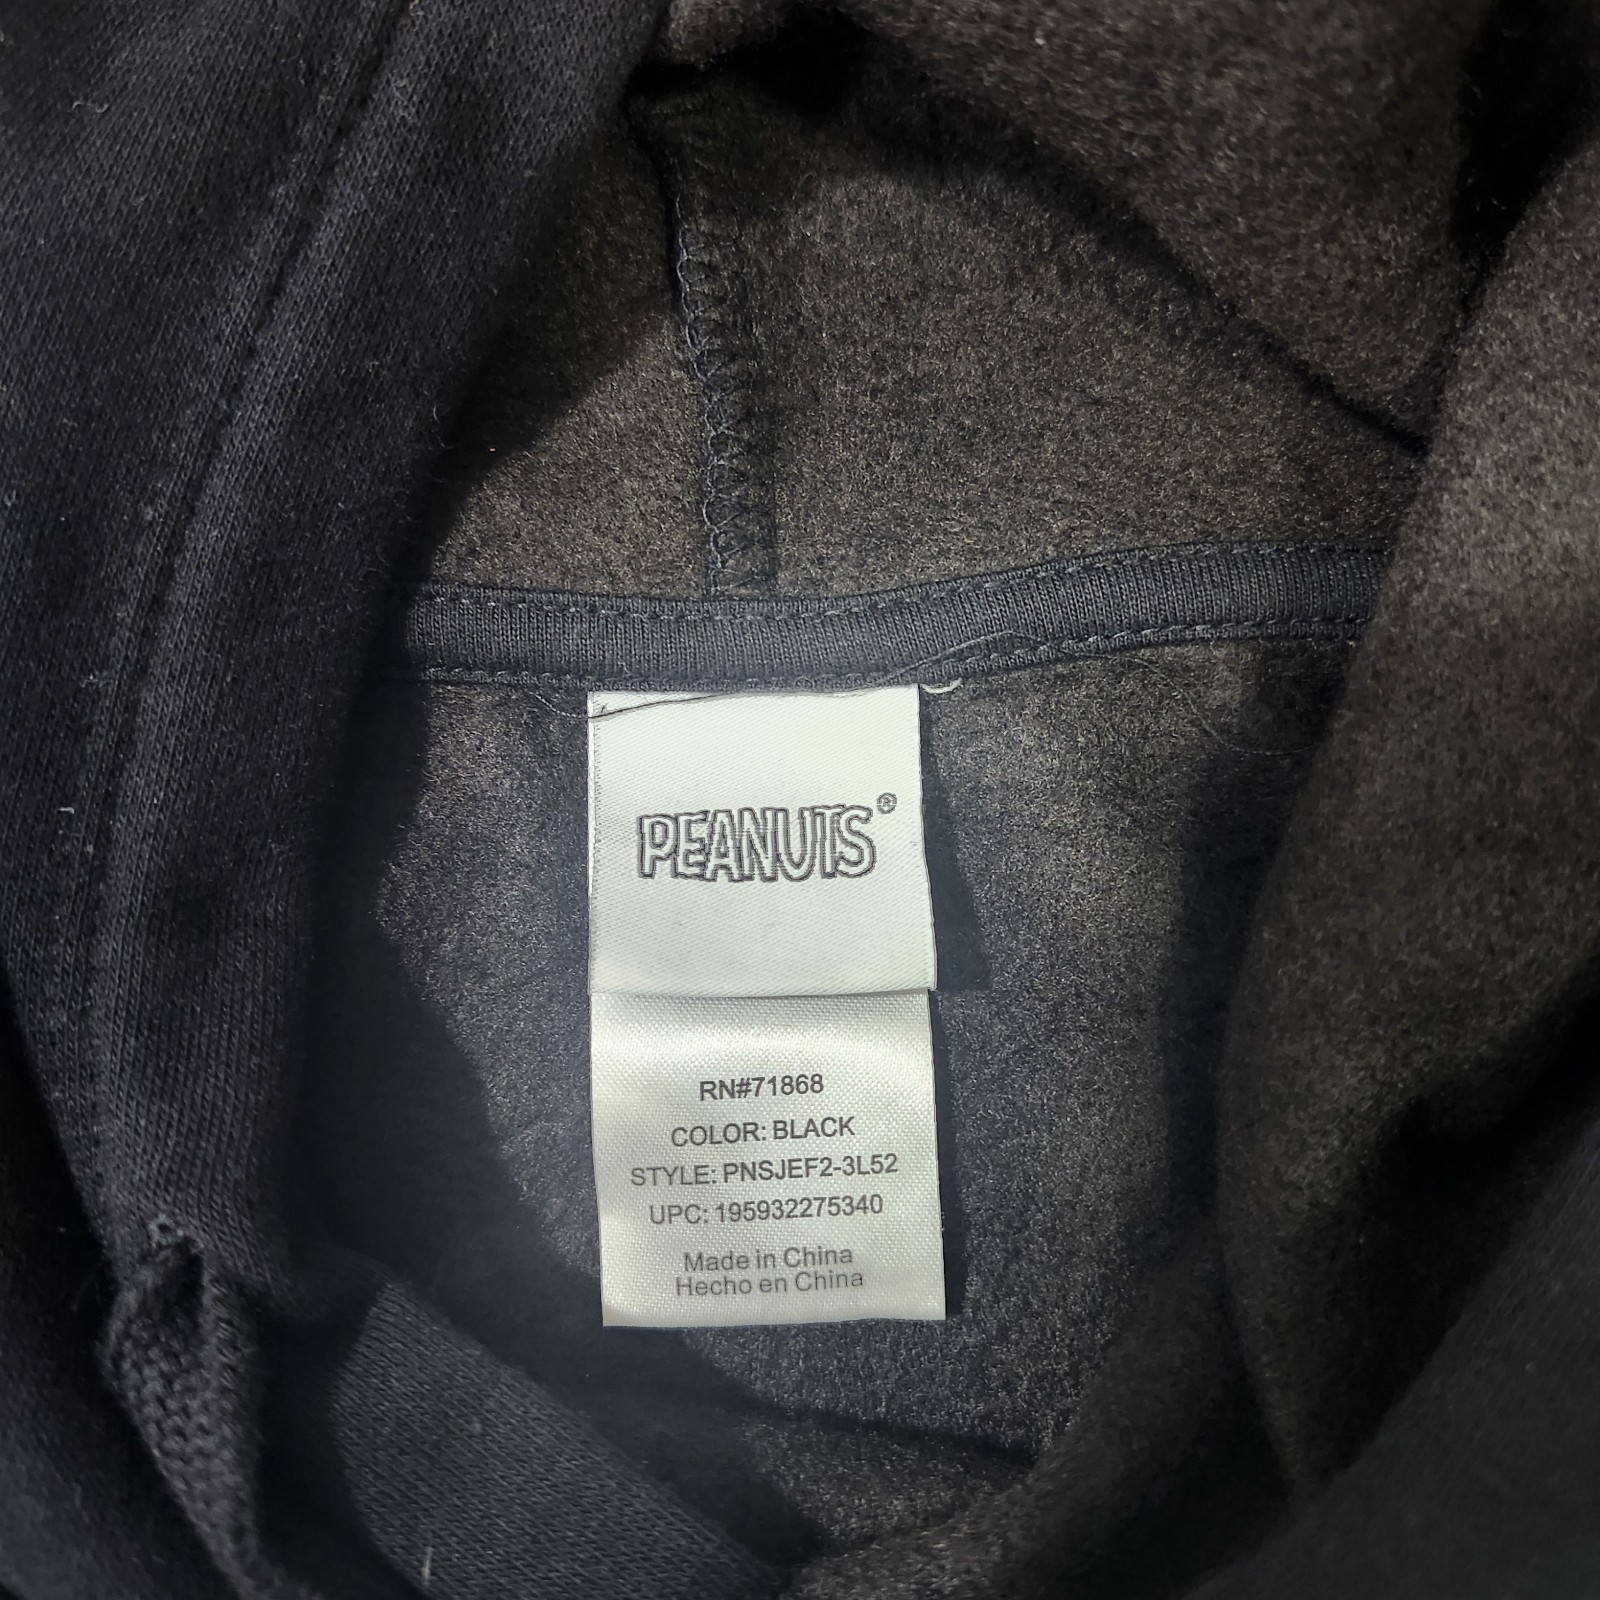 PEANUTS®
RN#71868
COLOR: BLACK
STYLE: PNSJEF2-3L52
UPC: 195932275340
Made in China
Hecho en China